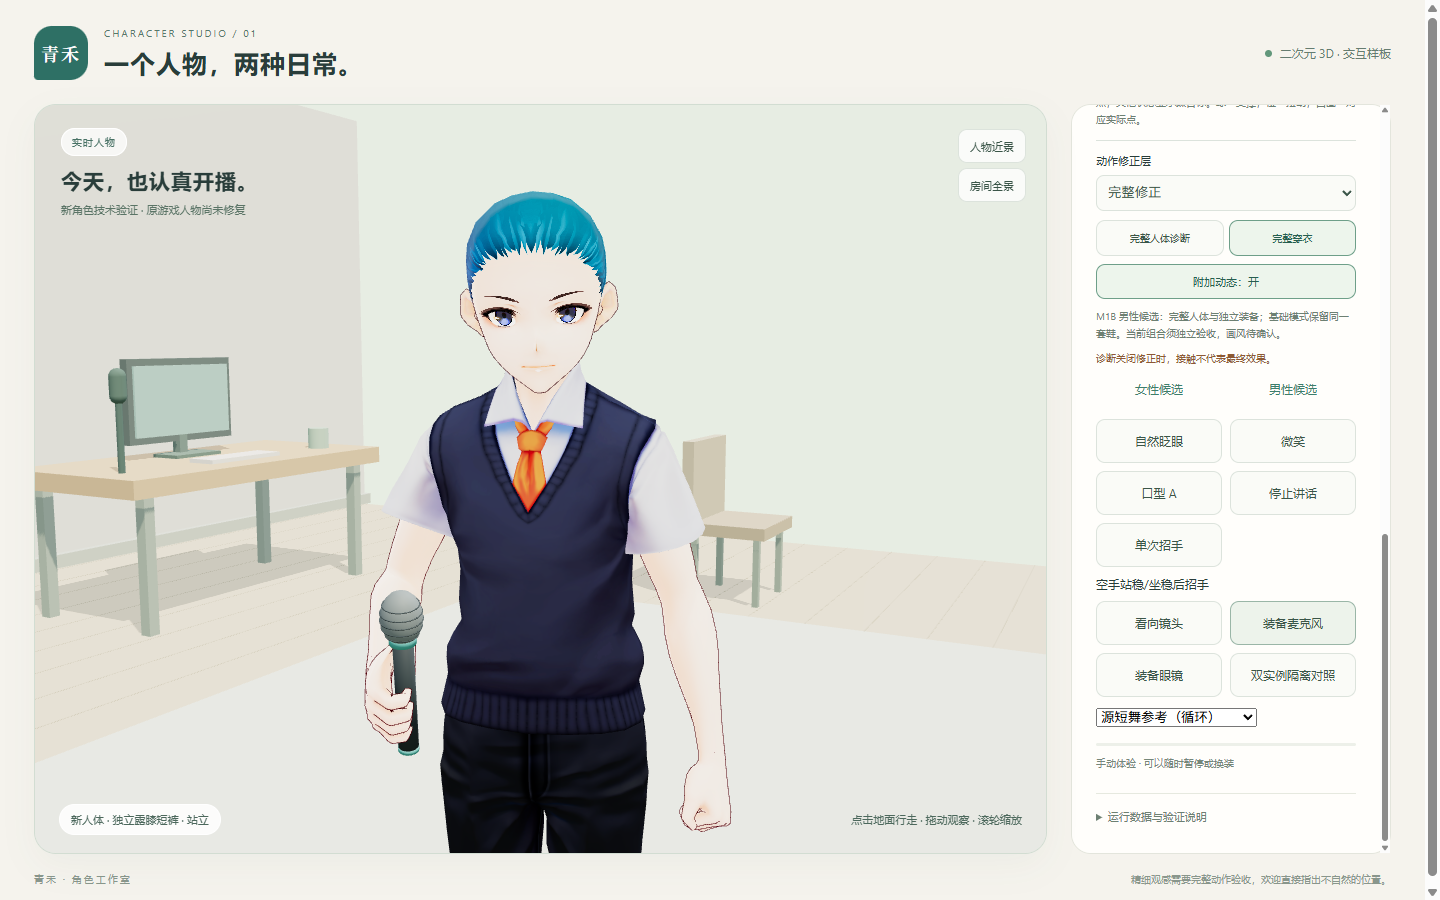 青禾
CHARACTER STUDIO / 01
一个人物，两种日常。
二次元 3D · 交互样板
实时人物
今天，也认真开播。
新角色技术验证 · 原游戏人物尚未修复
人物近景
房间全景
新人体 · 独立露膝短裤 · 站立
点击地面行走 · 拖动观察 · 滚轮缩放
应实际点。
动作修正层
完整修正
完整人体诊断
完整穿衣
附加动态：开
M1B 男性候选：完整人体与独立装备；基础模式保留同一
套鞋。当前组合须独立验收，画风待确认。
诊断关闭修正时，接触不代表最终效果。
女性候选
男性候选
自然眨眼
微笑
口型 A
停止讲话
单次招手
空手站稳/坐稳后招手
看向镜头
装备麦克风
装备眼镜
双实例隔离对照
源短舞参考（循环）
手动体验 · 可以随时暂停或换装
运行数据与验证说明
青禾 · 角色工作室
精细观感需要完整动作验收，欢迎直接指出不自然的位置。